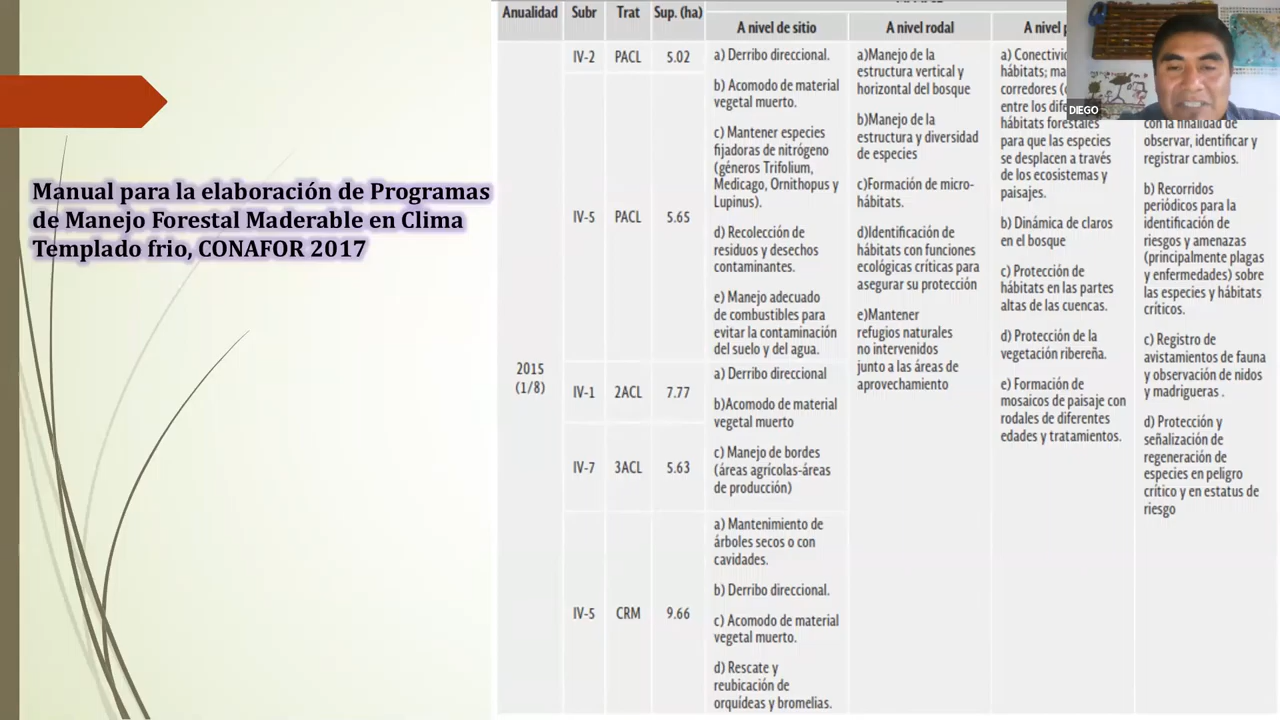 Manual para la elaboración de Programas
de Manejo Forestal Maderable en Clima
Templado frio, CONAFOR 2017
Anualidad
Subr
Trat
Sup. (ha)
A nivel de sitio
A nivel rodal
A nivel
2015
(1/8)
IV-2
PACL
5.02
IV-5
PACL
5.65
a) Derribo direccional.
b) Acomodo de material
vegetal muerto.
c) Mantener especies
fijadoras de nitrógeno
(géneros Trifolium,
Medicago, Ornithopus y
Lupinus).
d) Recolección de
residuos y desechos
contaminantes.
e) Manejo adecuado
de combustibles para
evitar la contaminación
del suelo y del agua.
IV-1
2ACL
7.77
IV-7
3ACL
5.63
a) Derribo direccional
b)Acomodo de material
vegetal muerto
c) Manejo de bordes
(áreas agrícolas-áreas
de producción)
IV-5
CRM
9.66
a) Mantenimiento de
árboles secos o con
cavidades.
b) Derribo direccional.
c) Acomodo de material
vegetal muerto.
d) Rescate y
reubicación de
orquídeas y bromelias.
a)Manejo de la
estructura vertical y
horizontal del bosque
b)Manejo de la
estructura y diversidad
de especies
c)Formación de micro-
hábitats.
d)Identificación de
hábitats con funciones
ecológicas críticas para
asegurar su protección
e)Mantener
refugios naturales
no intervenidos
junto a las áreas de
aprovechamiento
a)
hábitats;
corredores
entre los
hábitats forestales
para que las especies
se desplacen a través
de los ecosistemas y
paisajes.
b) Dinámica de claros
en el bosque
c) Protección de
hábitats en las partes
altas de las cuencas.
d) Protección de la
vegetación ribereña.
e) Formación de
mosaicos de paisaje con
rodales de diferentes
edades y tratamientos.
con la finalidad de
observar, identificar y
registrar cambios.
b) Recorridos
periódicos para la
identificación de
riesgos y amenazas
(principalmente plagas
y enfermedades) sobre
las especies y hábitats
críticos.
c) Registro de
avistamientos de fauna
y observación de nidos
y madrigueras .
d) Protección y
señalización de
regeneración de
especies en peligro
crítico y en estatus de
riesgo
DIEGO